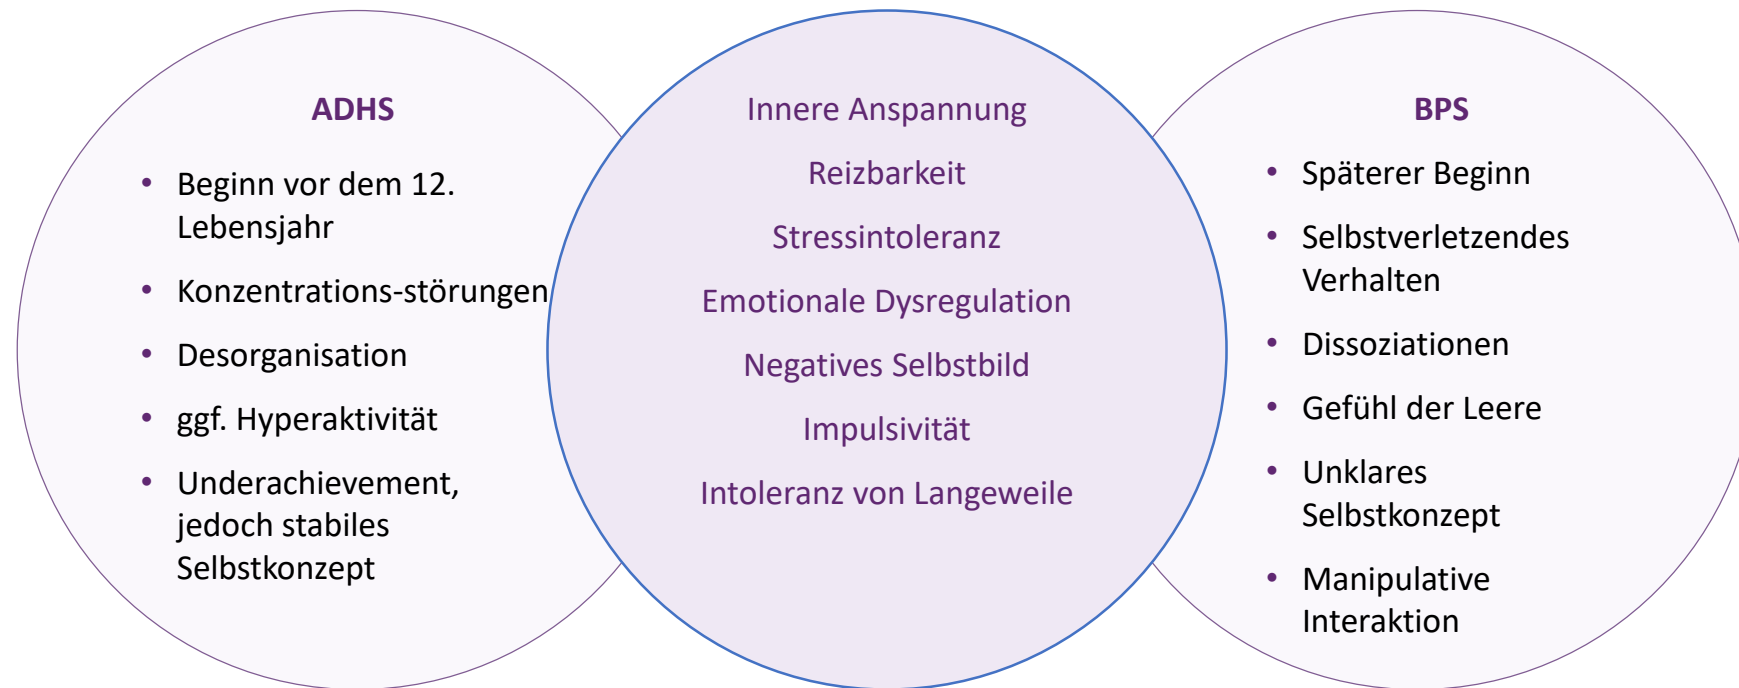 ADHS
• Beginn vor dem 12.
Lebensjahr
• Konzentrations-störungen
• Desorganisation
• ggf. Hyperaktivität
• Underachievement,
jedoch stabiles
Selbstkonzept
Innere Anspannung
Reizbarkeit
Stressintoleranz
Emotionale Dysregulation
Negatives Selbstbild
Impulsivität
Intoleranz von Langeweile
BPS
• Späterer Beginn
• Selbstverletzendes
Verhalten
• Dissoziationen
• Gefühl der Leere
• Unklares
Selbstkonzept
• Manipulative
Interaktion